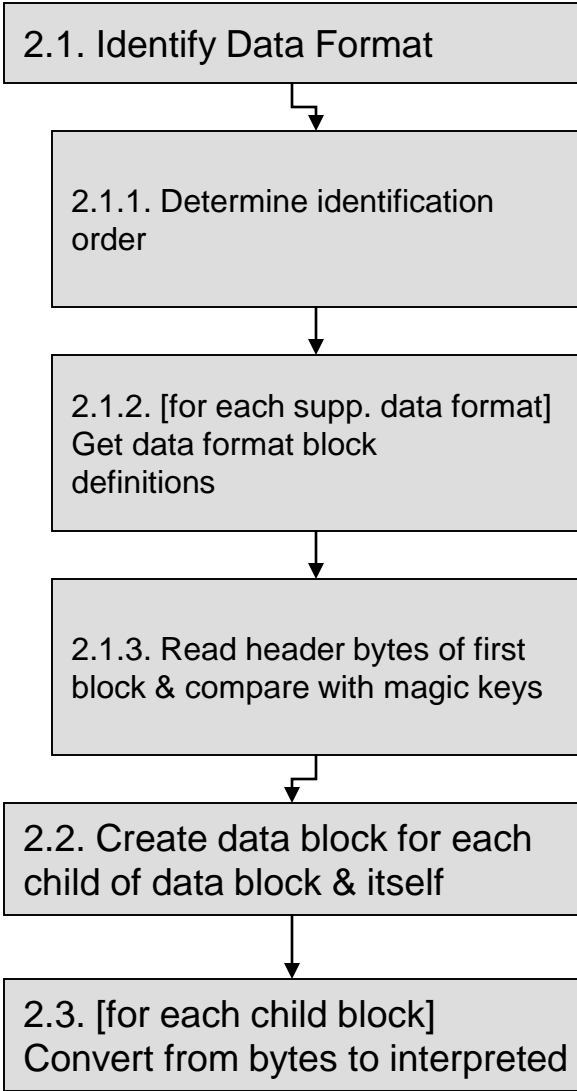 2.1. Identify Data Format
2.1.1. Determine identification
order
2.1.2. [for each supp. data format]
Get data format block
definitions
2.1.3. Read header bytes of first
block & compare with magic keys
2.2. Create data block for each
child of data block & itself
2.3. [for each child block]
Convert from bytes to interpreted